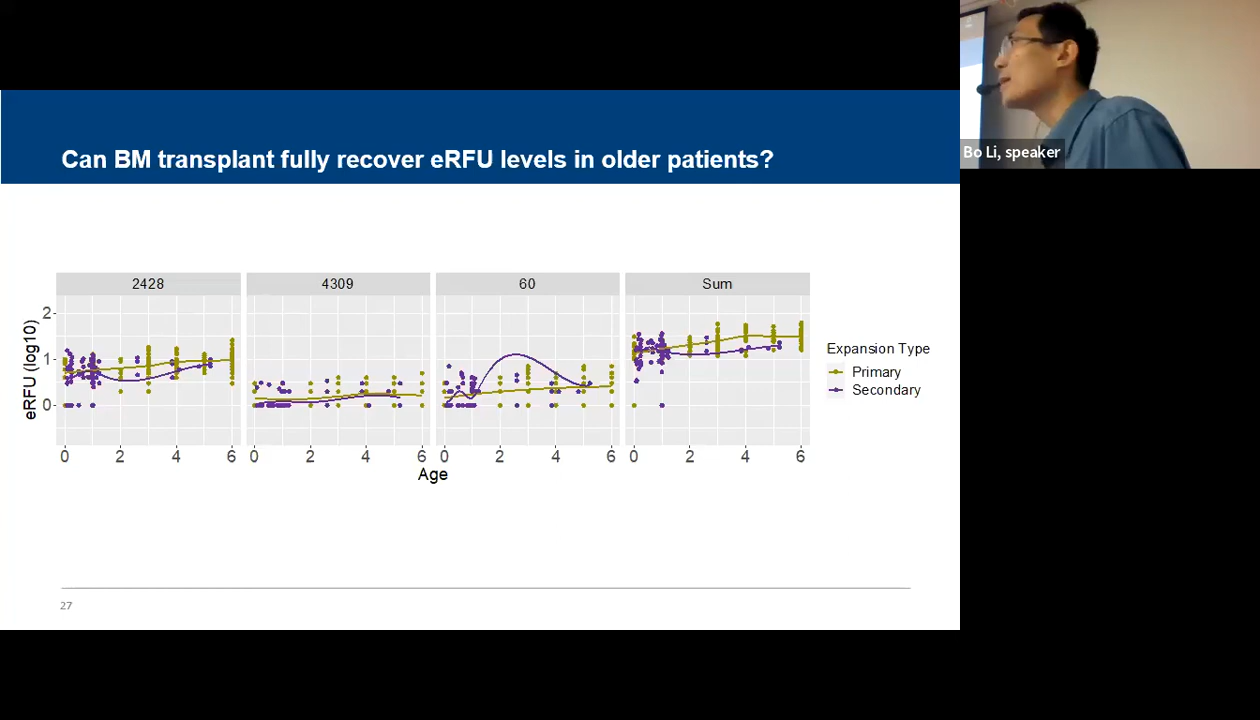 Can BM transplant fully recover eRFU levels in older patients?
Bo Li, speaker
2428
4309
60
Sum
eRFU (log10)
2
1
0
0 2 4 6
0 2 4 6
0 2 4 6
0 2 4 6
Age
Expansion Type
Primary
Secondary
27